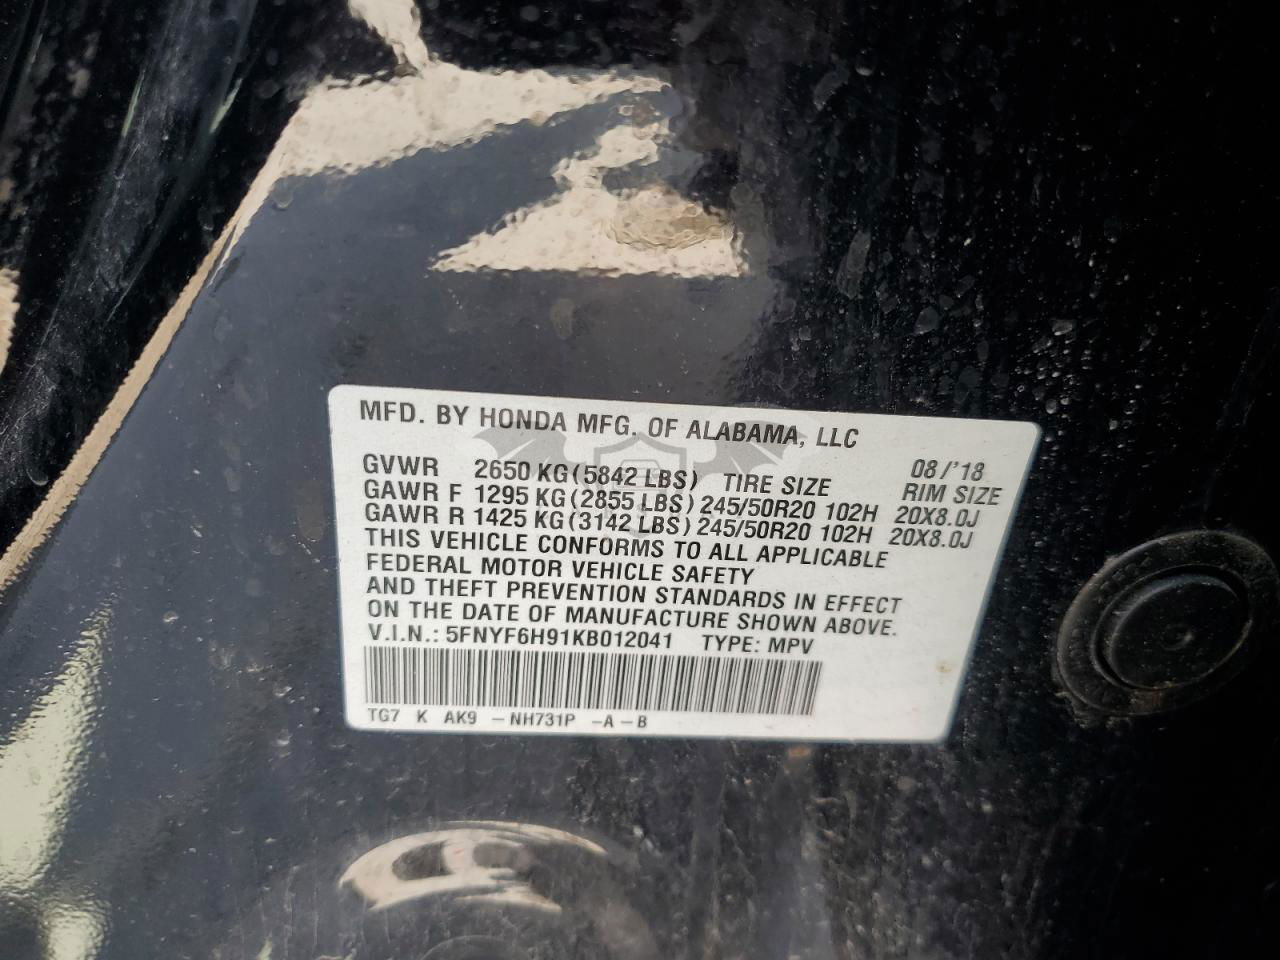 MFD. BY HONDA MFG. OF ALABAMA, LLC
08/'18
GVWR 2650 KG(5842 LBS) TIRE SIZE RIM SIZE
GAWR F 1295 KG(2855 LBS) 245/50R20 102H 20X8.0J
GAWR R 1425 KG(3142 LBS) 245/50R20 102H 20X8.0J
THIS VEHICLE CONFORMS TO ALL APPLICABLE
FEDERAL MOTOR VEHICLE SAFETY
AND THEFT PREVENTION STANDARDS IN EFFECT
ON THE DATE OF MANUFACTURE SHOWN ABOVE.
V.I.N.: 5FNYF6H91KB012041 TYPE: MPV
TG7 K AK9 -NH731P -A-B